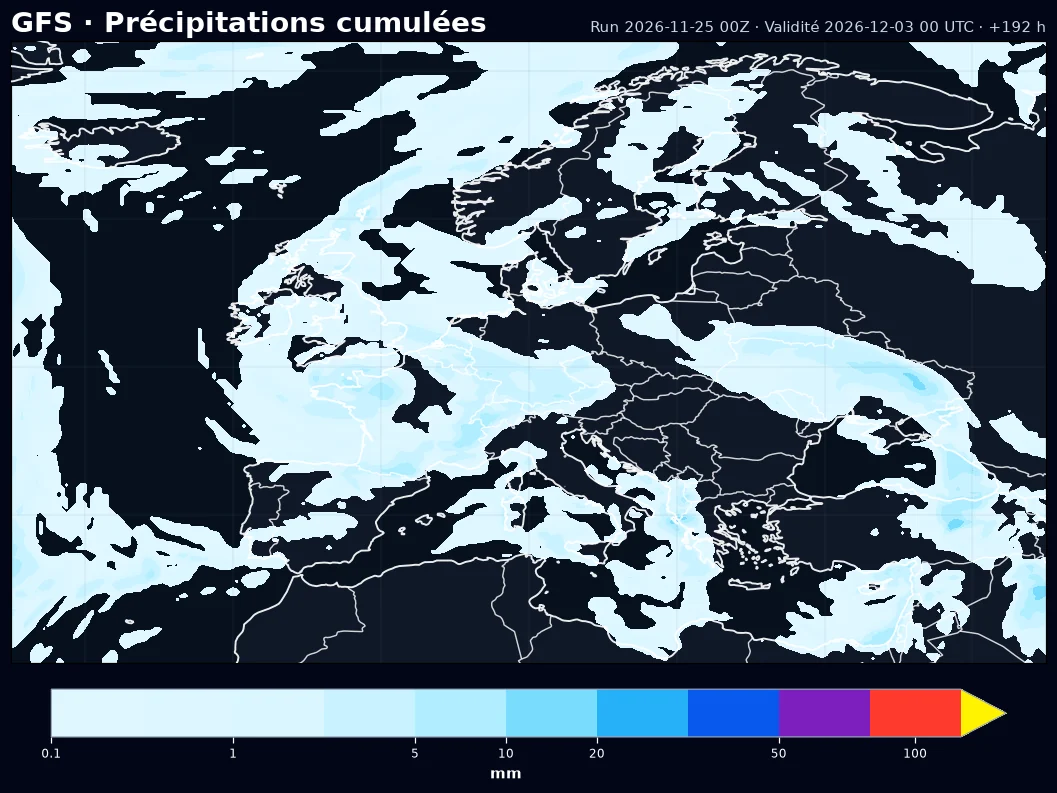 GFS · Précipitations cumulées
Run 2026-11-25 00Z · Validité 2026-12-03 00 UTC · +192 h
0.1 1 5 10 20 50 100
mm